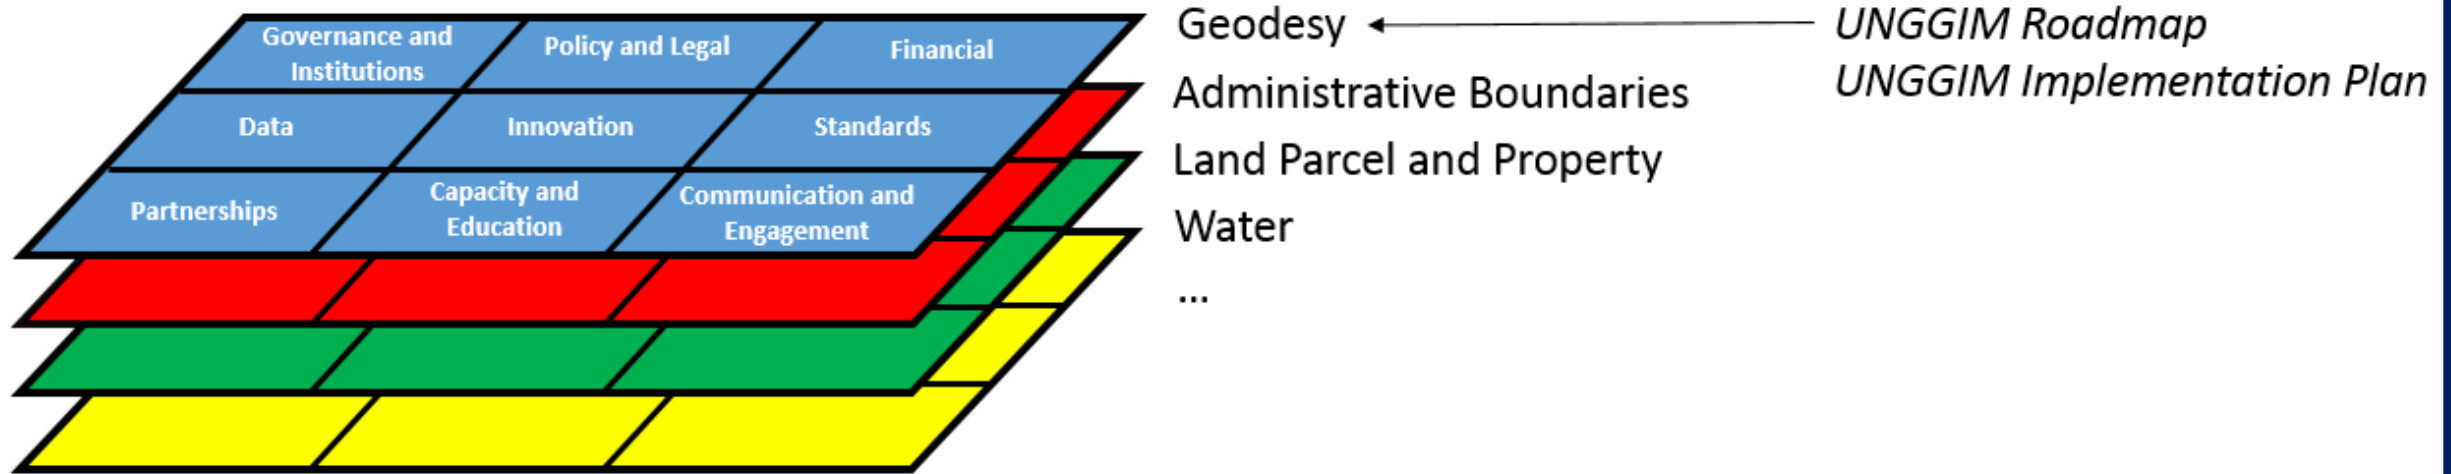 Governance and
Institutions
Policy and Legal
Financial
Data
Innovation
Standards
Partnerships
Capacity and
Education
Communication and
Engagement
Geodesy
Administrative Boundaries
Land Parcel and Property
Water
...
UNGGIM Roadmap
UNGGIM Implementation Plan